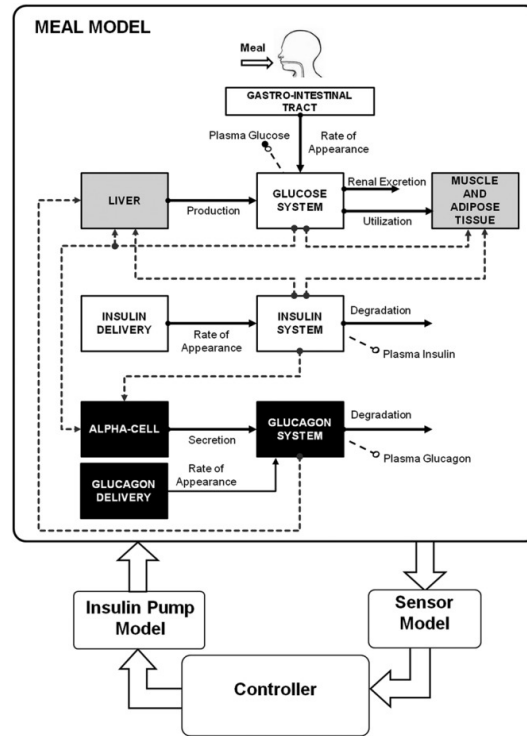 MEAL MODEL
Meal
GASTRO-INTESTINAL
TRACT
Plasma Glucose
Rate of
Appearance
LIVER
Production
GLUCOSE
SYSTEM
Renal Excretion
Utilization
MUSCLE
AND
ADIPOSE
TISSUE
INSULIN
DELIVERY
Rate of
Appearance
INSULIN
SYSTEM
Degradation
Plasma Insulin
ALPHA-CELL
Secretion
GLUCAGON
SYSTEM
Degradation
Plasma Glucagon
GLUCAGON
DELIVERY
Rate of
Appearance
Insulin Pump
Model
Sensor
Model
Controller